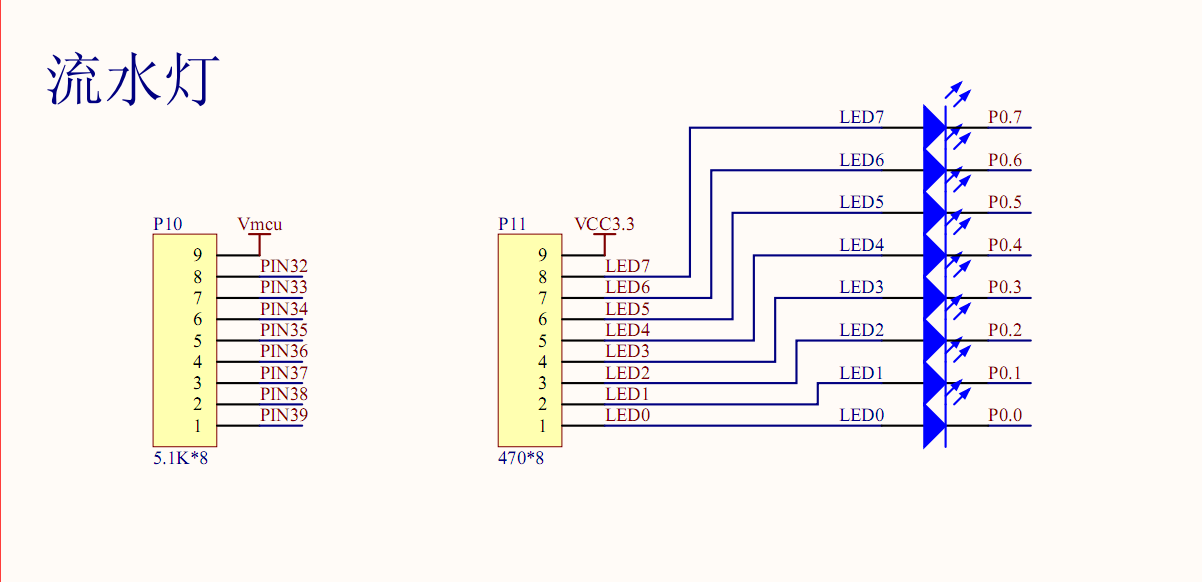 流水灯
P10
Vmcu
9
8 PIN32
7 PIN33
6 PIN34
5 PIN35
4 PIN36
3 PIN37
2 PIN38
1 PIN39
5.1K*8
P11
VCC3.3
9
8 LED7
7 LED6
6 LED5
5 LED4
4 LED3
3 LED2
2 LED1
1 LED0
470*8
LED7 P0.7
LED6 P0.6
LED5 P0.5
LED4 P0.4
LED3 P0.3
LED2 P0.2
LED1 P0.1
LED0 P0.0